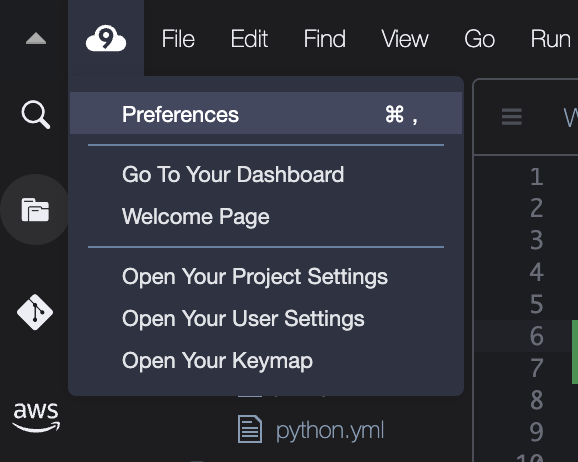 9 File Edit Find View Go Run
Preferences ⌘ ,
Go To Your Dashboard
Welcome Page
Open Your Project Settings
Open Your User Settings
Open Your Keymap
aws
python.yml
1
2
3
4
5
6
7
8
9
10